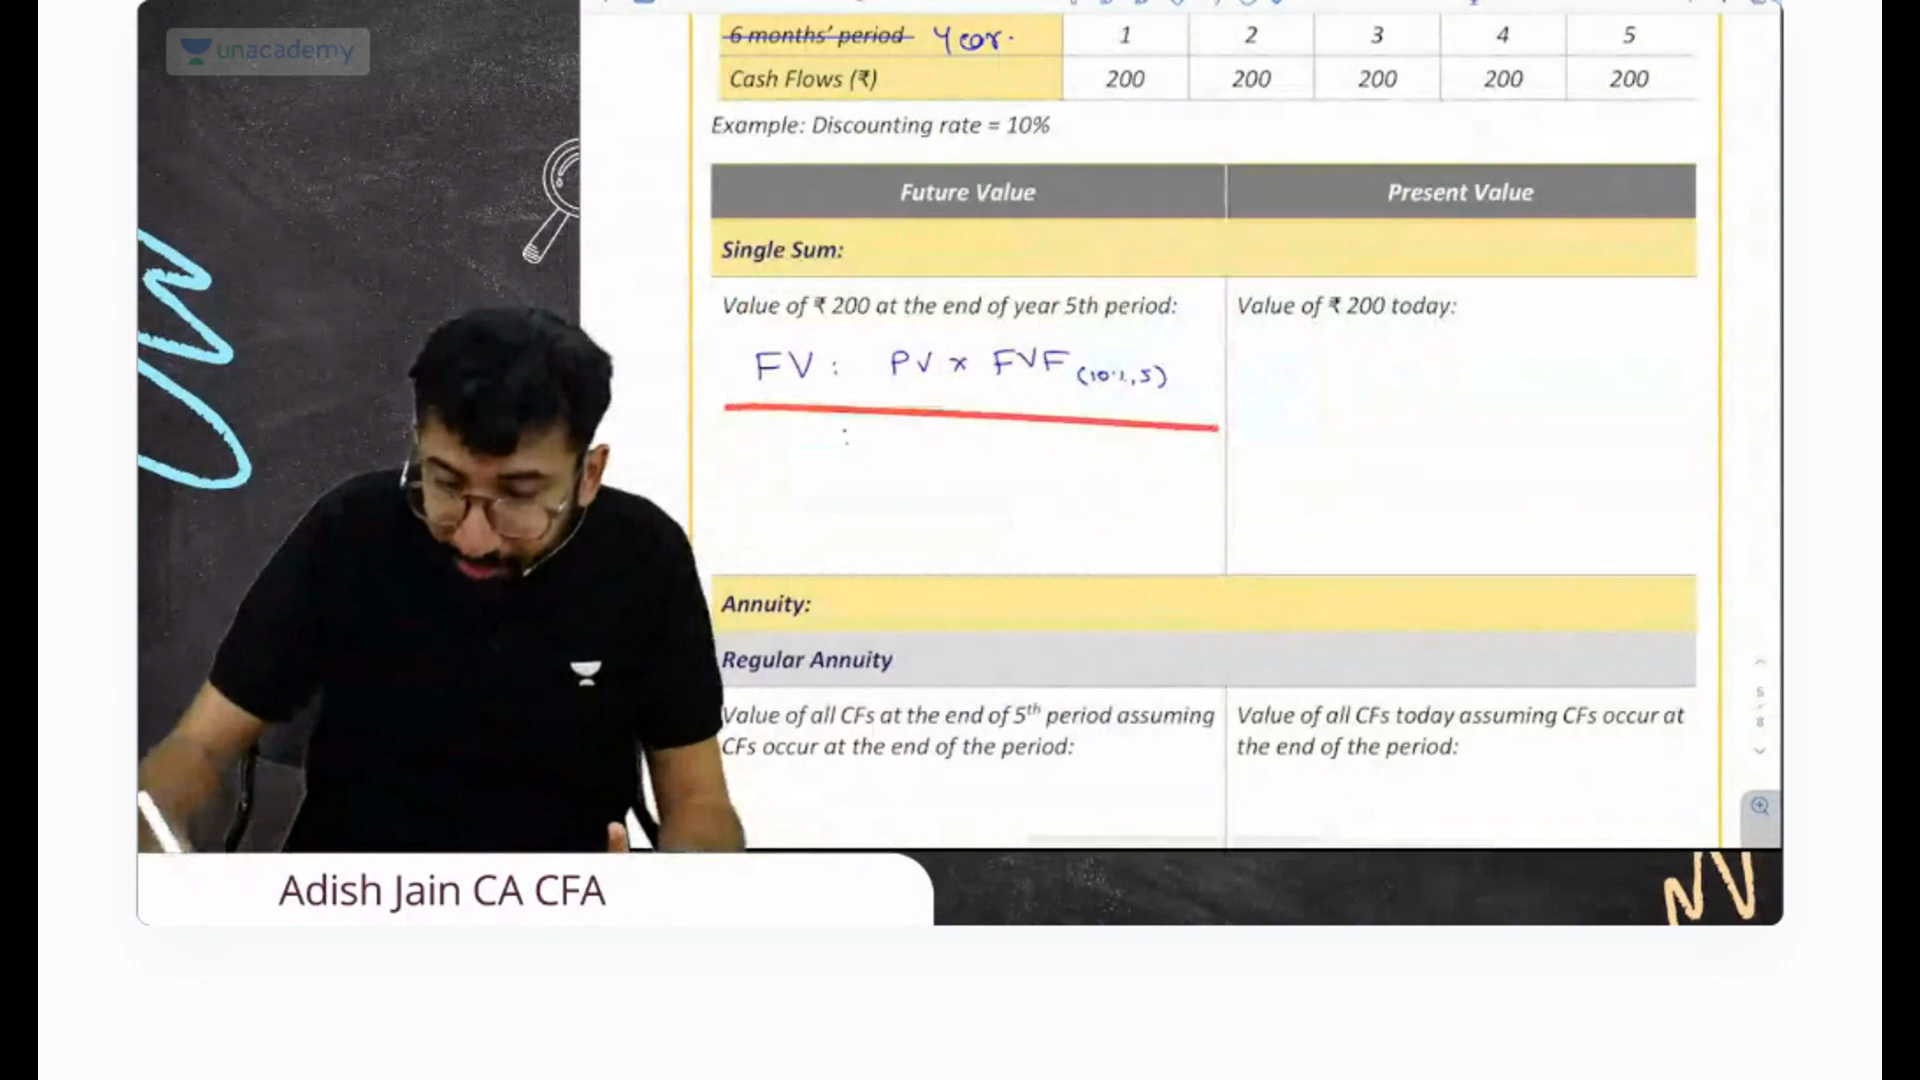 unacademy
6 months' period Year.
1 2 3 4 5
Cash Flows (₹) 200 200 200 200 200
Example: Discounting rate = 10%
Future Value Present Value
Single Sum:
Value of ₹ 200 at the end of year 5th period:
Value of ₹ 200 today:
FV : PV × FVF (10%,5)
:
Annuity:
Regular Annuity
Value of all CFs at the end of 5th period assuming
CFs occur at the end of the period:
Value of all CFs today assuming CFs occur at
the end of the period:
5
8
Adish Jain CA CFA